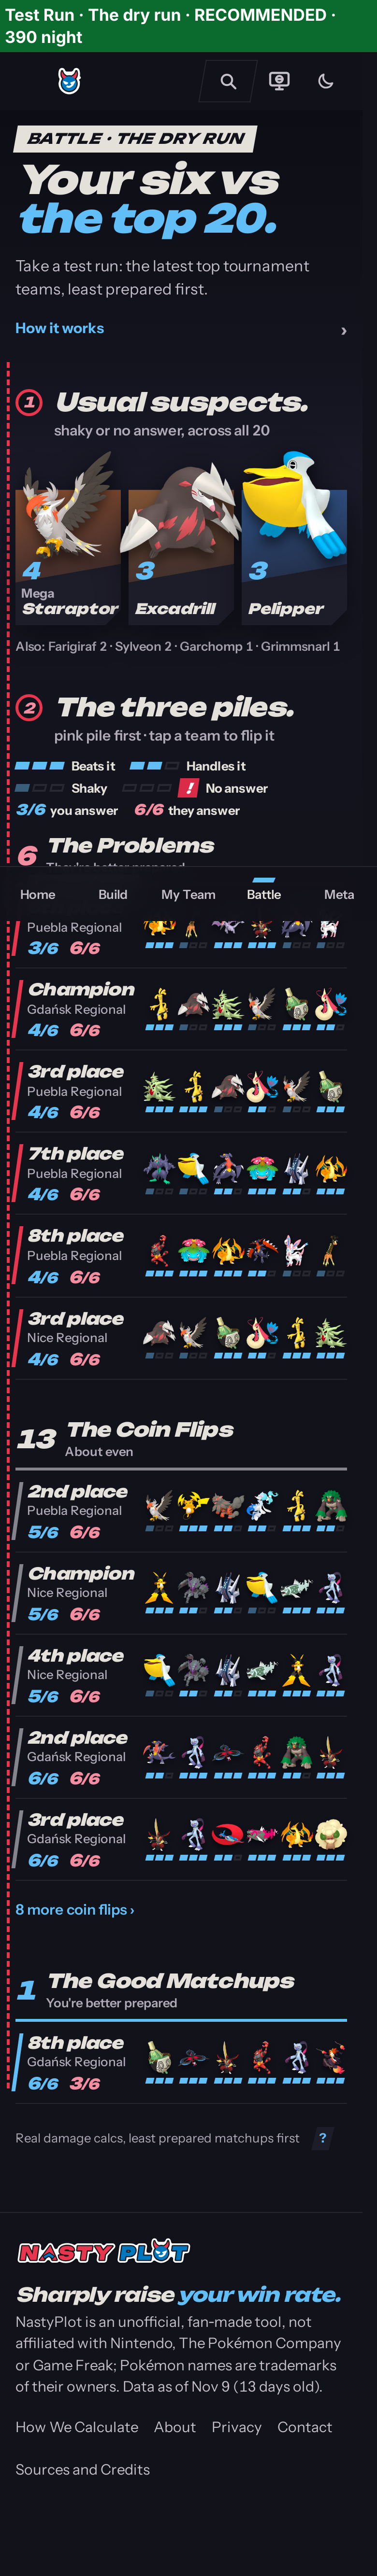 Test Run · The dry run · RECOMMENDED ·
390 night
BATTLE · THE DRY RUN
Your six vs
the top 20.
Take a test run: the latest top tournament
teams, least prepared first.
How it works ›
1 Usual suspects.
shaky or no answer, across all 20
4
Mega
Staraptor
3
Excadrill
3
Pelipper
Also: Farigiraf 2 · Sylveon 2 · Garchomp 1 · Grimmsnarl 1
2 The three piles.
pink pile first · tap a team to flip it
Beats it Handles it
Shaky ! No answer
3/6 you answer 6/6 they answer
6 The Problems
Home Build My Team Battle Meta
Puebla Regional
3/6 6/6
Champion
Gdańsk Regional
4/6 6/6
3rd place
Puebla Regional
4/6 6/6
7th place
Puebla Regional
4/6 6/6
8th place
Puebla Regional
4/6 6/6
3rd place
Nice Regional
4/6 6/6
13 The Coin Flips
About even
2nd place
Puebla Regional
5/6 6/6
Champion
Nice Regional
5/6 6/6
4th place
Nice Regional
5/6 6/6
2nd place
Gdańsk Regional
6/6 6/6
3rd place
Gdańsk Regional
6/6 6/6
8 more coin flips ›
1 The Good Matchups
You're better prepared
8th place
Gdańsk Regional
6/6 3/6
Real damage calcs, least prepared matchups first ?
NASTY PLOT
Sharply raise your win rate.
NastyPlot is an unofficial, fan-made tool, not
affiliated with Nintendo, The Pokémon Company
or Game Freak; Pokémon names are trademarks
of their owners. Data as of Nov 9 (13 days old).
How We Calculate About Privacy Contact
Sources and Credits